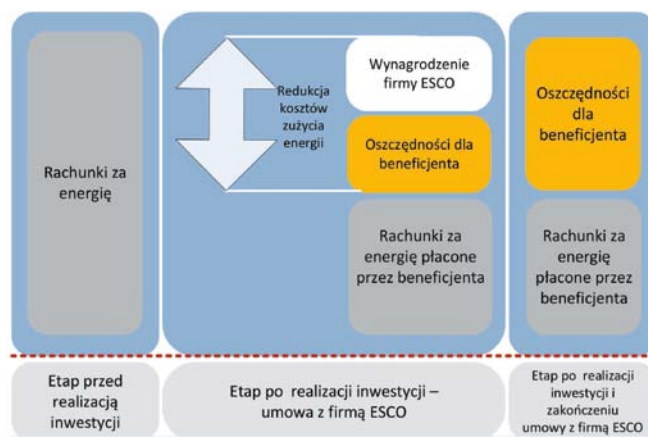 Rachunki za
energię
Redukcja
kosztów
zużycia
energii
Wynagrodzenie
firmy ESCO
Oszczędności dla
beneficjenta
Rachunki za
energię płacone
przez beneficjenta
Oszczędności
dla
beneficjenta
Rachunki za
energię
płacone przez
beneficjenta
Etap przed
realizacją
inwestycji
Etap po realizacji inwestycji –
umowa z firmą ESCO
Etap po realizacji
inwestycji i
zakończeniu
umowy z firmą ESCO